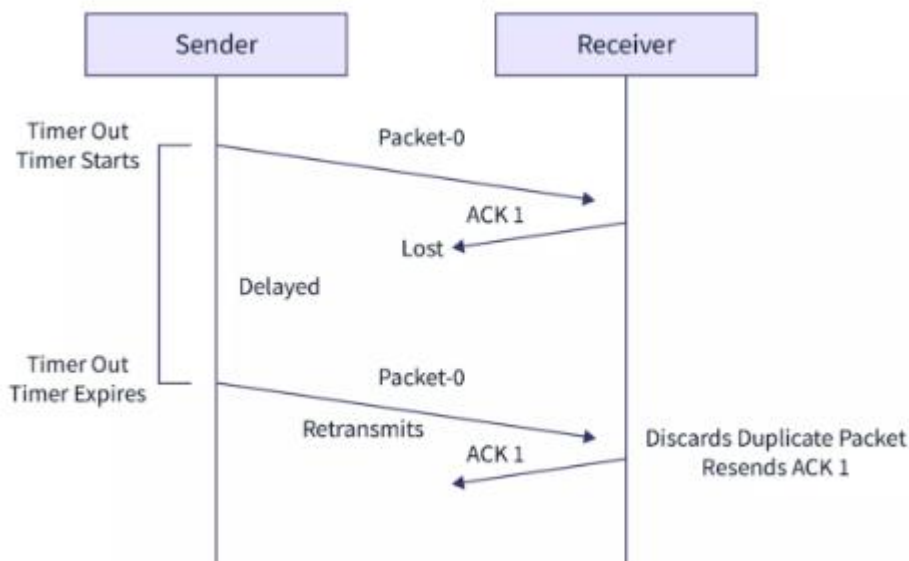 Sender
Receiver
Timer Out
Timer Starts
Packet-0
ACK 1
Lost
Delayed
Timer Out
Timer Expires
Packet-0
Retransmits
ACK 1
Discards Duplicate Packet
Resends ACK 1